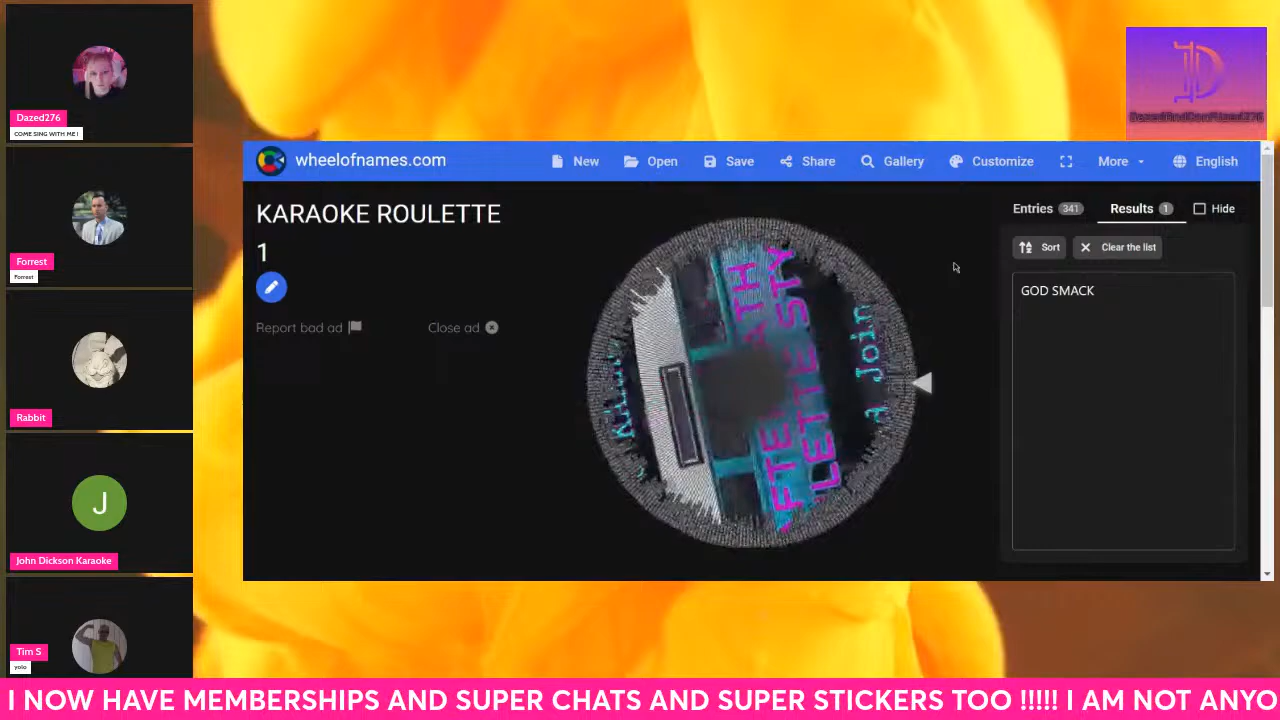 Dazed276
COME SING WITH ME !
Forrest
Forrest
Rabbit
J
John Dickson Karaoke
Tim S
yolo
DazedAndConFuzed276
wheelofnames.com
New
Open
Save
Share
Gallery
Customize
More
English
KARAOKE ROULETTE
1
Report bad ad
Close ad
A Join
Entries 341
Results 1
Hide
Sort
Clear the list
GOD SMACK
I NOW HAVE MEMBERSHIPS AND SUPER CHATS AND SUPER STICKERS TOO !!!!! I AM NOT ANYO